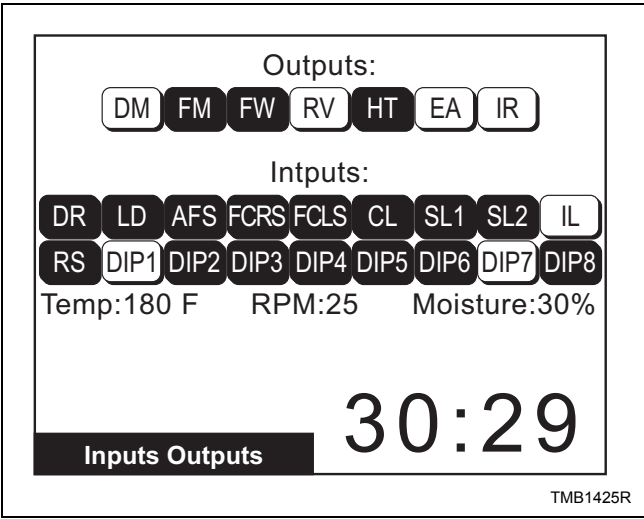 Outputs:
DM FM FW RV HT EA IR
Intputs:
DR LD AFS FCRS FCLS CL SL1 SL2 IL
RS DIP1 DIP2 DIP3 DIP4 DIP5 DIP6 DIP7 DIP8
Temp:180 F RPM:25 Moisture:30%
30:29
Inputs Outputs
TMB1425R